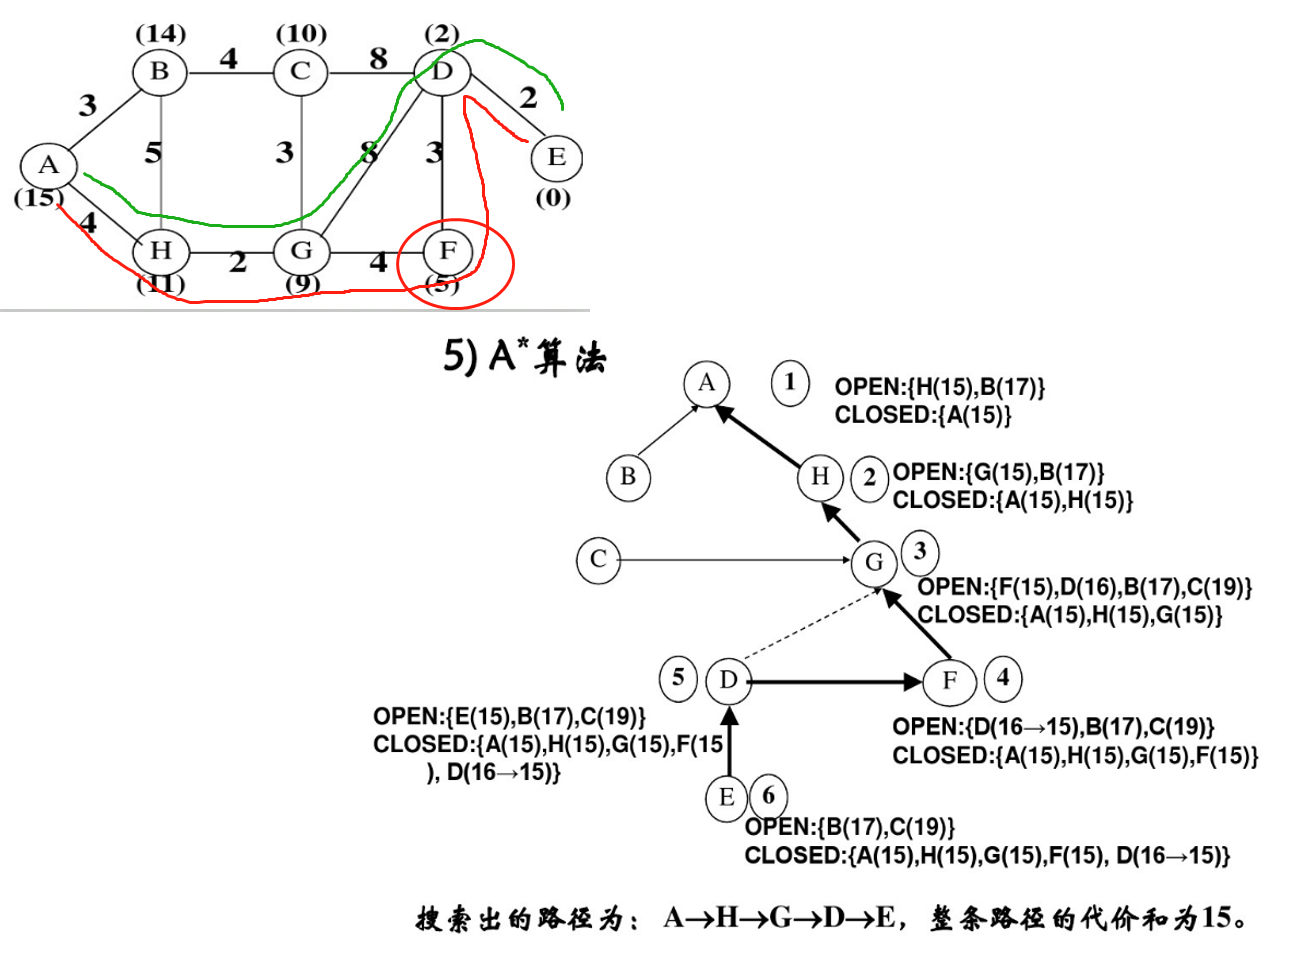 (14) (10) (2)
B 4 C 8 D
3 2
A 5 3 8 3 E
(15) (0)
4
H 2 G 4 F
(11) (9) (5)
5) A*算法
A 1 OPEN:{H(15),B(17)}
CLOSED:{A(15)}
B H 2 OPEN:{G(15),B(17)}
CLOSED:{A(15),H(15)}
C G 3
OPEN:{F(15),D(16),B(17),C(19)}
CLOSED:{A(15),H(15),G(15)}
5 D F 4
OPEN:{E(15),B(17),C(19)}
CLOSED:{A(15),H(15),G(15),F(15
), D(16→15)}
OPEN:{D(16→15),B(17),C(19)}
CLOSED:{A(15),H(15),G(15),F(15)}
E 6
OPEN:{B(17),C(19)}
CLOSED:{A(15),H(15),G(15),F(15), D(16→15)}
搜索出的路径为： A→H→G→D→E，整条路径的代价和为15。